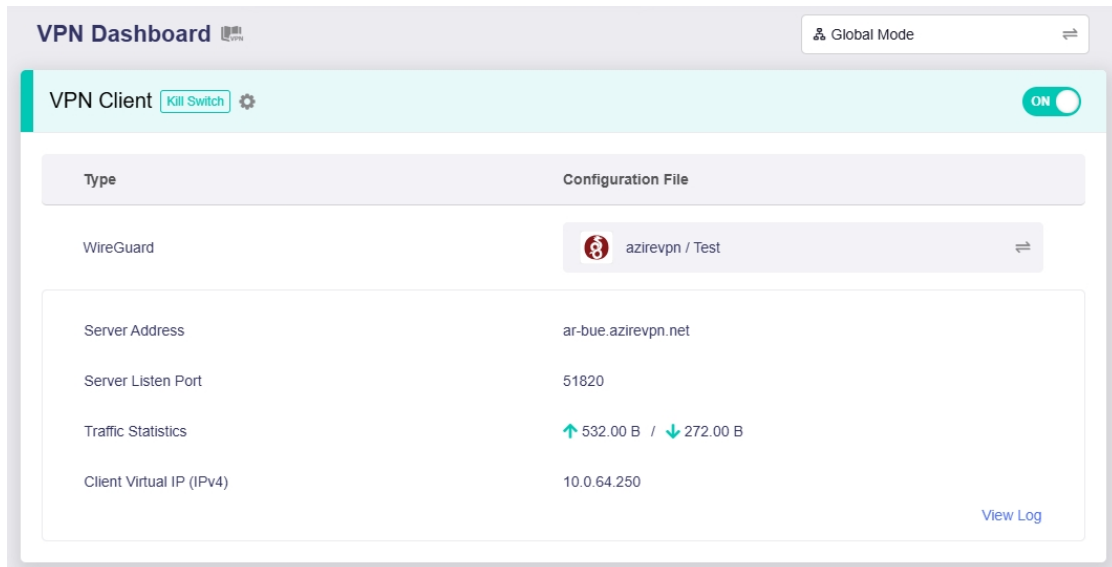 VPN Dashboard
Global Mode
VPN Client Kill Switch
ON
Type Configuration File
WireGuard azirevpn / Test
Server Address ar-bue.azirevpn.net
Server Listen Port 51820
Traffic Statistics ↑ 532.00 B / ↓ 272.00 B
Client Virtual IP (IPv4) 10.0.64.250
View Log